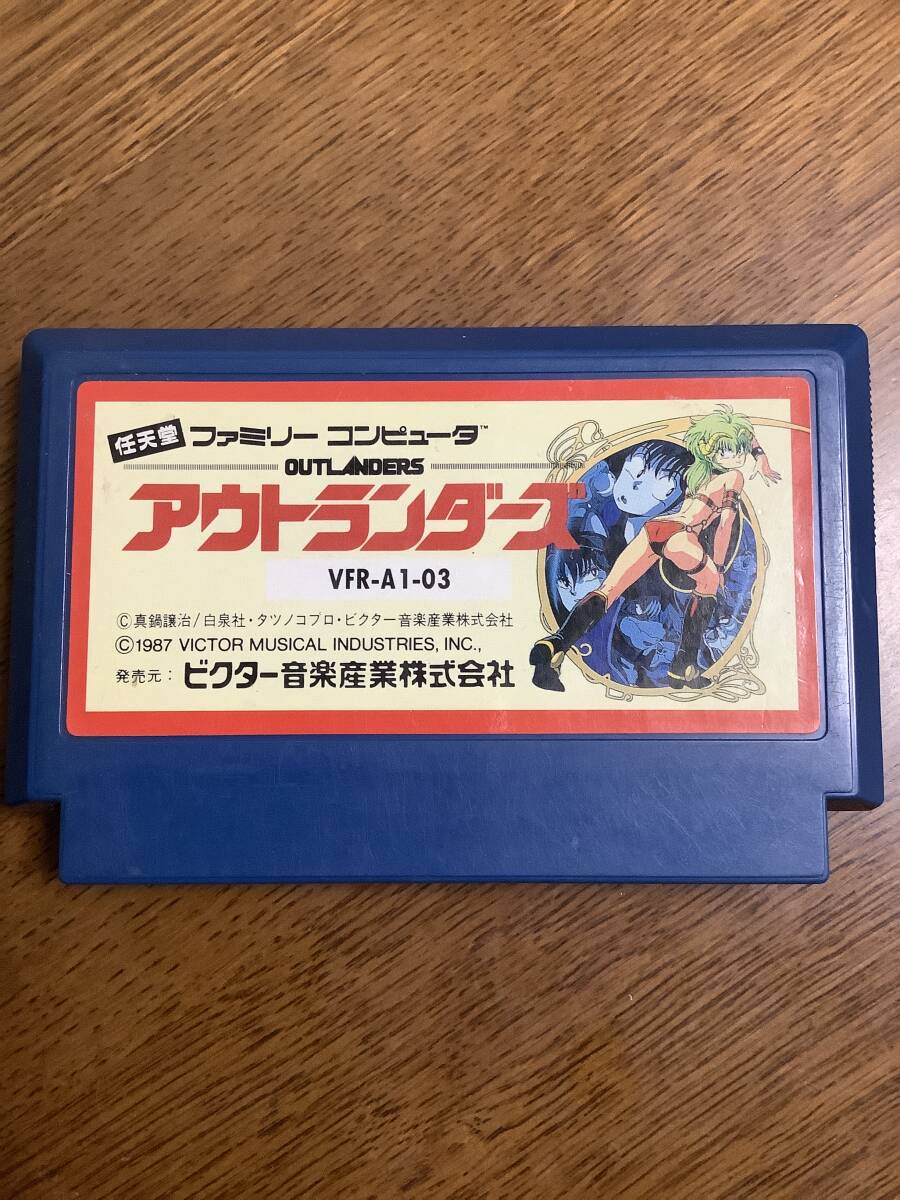 任天堂 ファミリー コンピュータ™
OUTLANDERS
アウトランダーズ
VFR-A1-03
©真鍋譲治/白泉社・タツノコプロ・ビクター音楽産業株式会社
©1987 VICTOR MUSICAL INDUSTRIES, INC.,
発売元:ビクター音楽産業株式会社